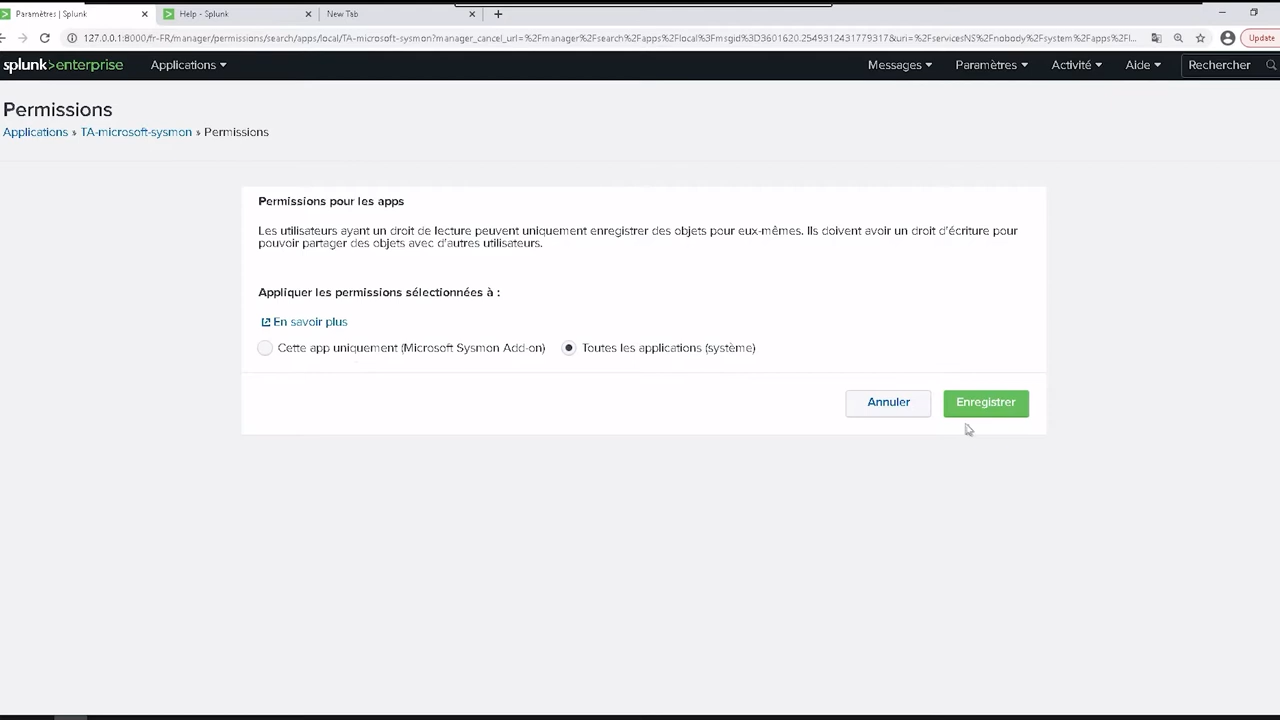 Paramètres | Splunk
Help - Splunk
New Tab
127.0.0.1:8000/fr-FR/manager/permissions/search/apps/local/TA-microsoft-sysmon?manager_cancel_url=%2Fmanager%2Fsearch%2Fapps%2Flocal%3Fmsgid%3D3601620.2549312431779317&uri=%2FservicesNS%2Fnobody%2Fsystem%2Fapps%2Fl...
Update
splunk>enterprise
Applications
Messages
Paramètres
Activité
Aide
Rechercher
Permissions
Applications » TA-microsoft-sysmon » Permissions
Permissions pour les apps
Les utilisateurs ayant un droit de lecture peuvent uniquement enregistrer des objets pour eux-mêmes. Ils doivent avoir un droit d'écriture pour
pouvoir partager des objets avec d'autres utilisateurs.
Appliquer les permissions sélectionnées à :
En savoir plus
Cette app uniquement (Microsoft Sysmon Add-on)
Toutes les applications (système)
Annuler
Enregistrer